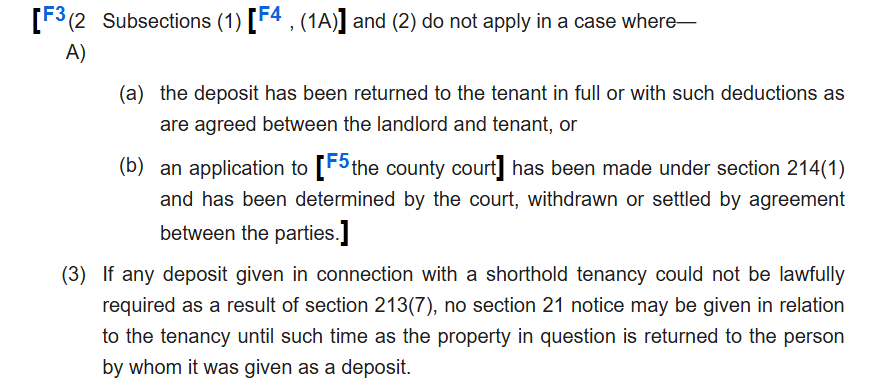 [F3(2 Subsections (1) [F4 , (1A)] and (2) do not apply in a case where—
A)
(a) the deposit has been returned to the tenant in full or with such deductions as
are agreed between the landlord and tenant, or
(b) an application to [F5the county court] has been made under section 214(1)
and has been determined by the court, withdrawn or settled by agreement
between the parties.]
(3) If any deposit given in connection with a shorthold tenancy could not be lawfully
required as a result of section 213(7), no section 21 notice may be given in relation
to the tenancy until such time as the property in question is returned to the person
by whom it was given as a deposit.